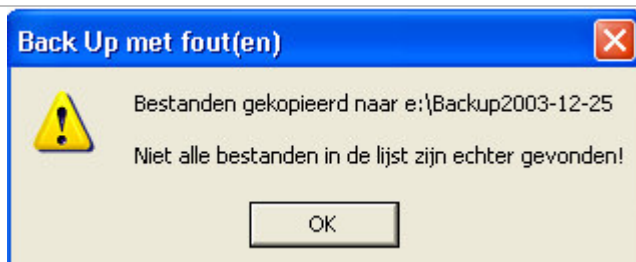 Back Up met fout(en)
Bestanden gekopieerd naar e:\Backup2003-12-25
Niet alle bestanden in de lijst zijn echter gevonden!
OK